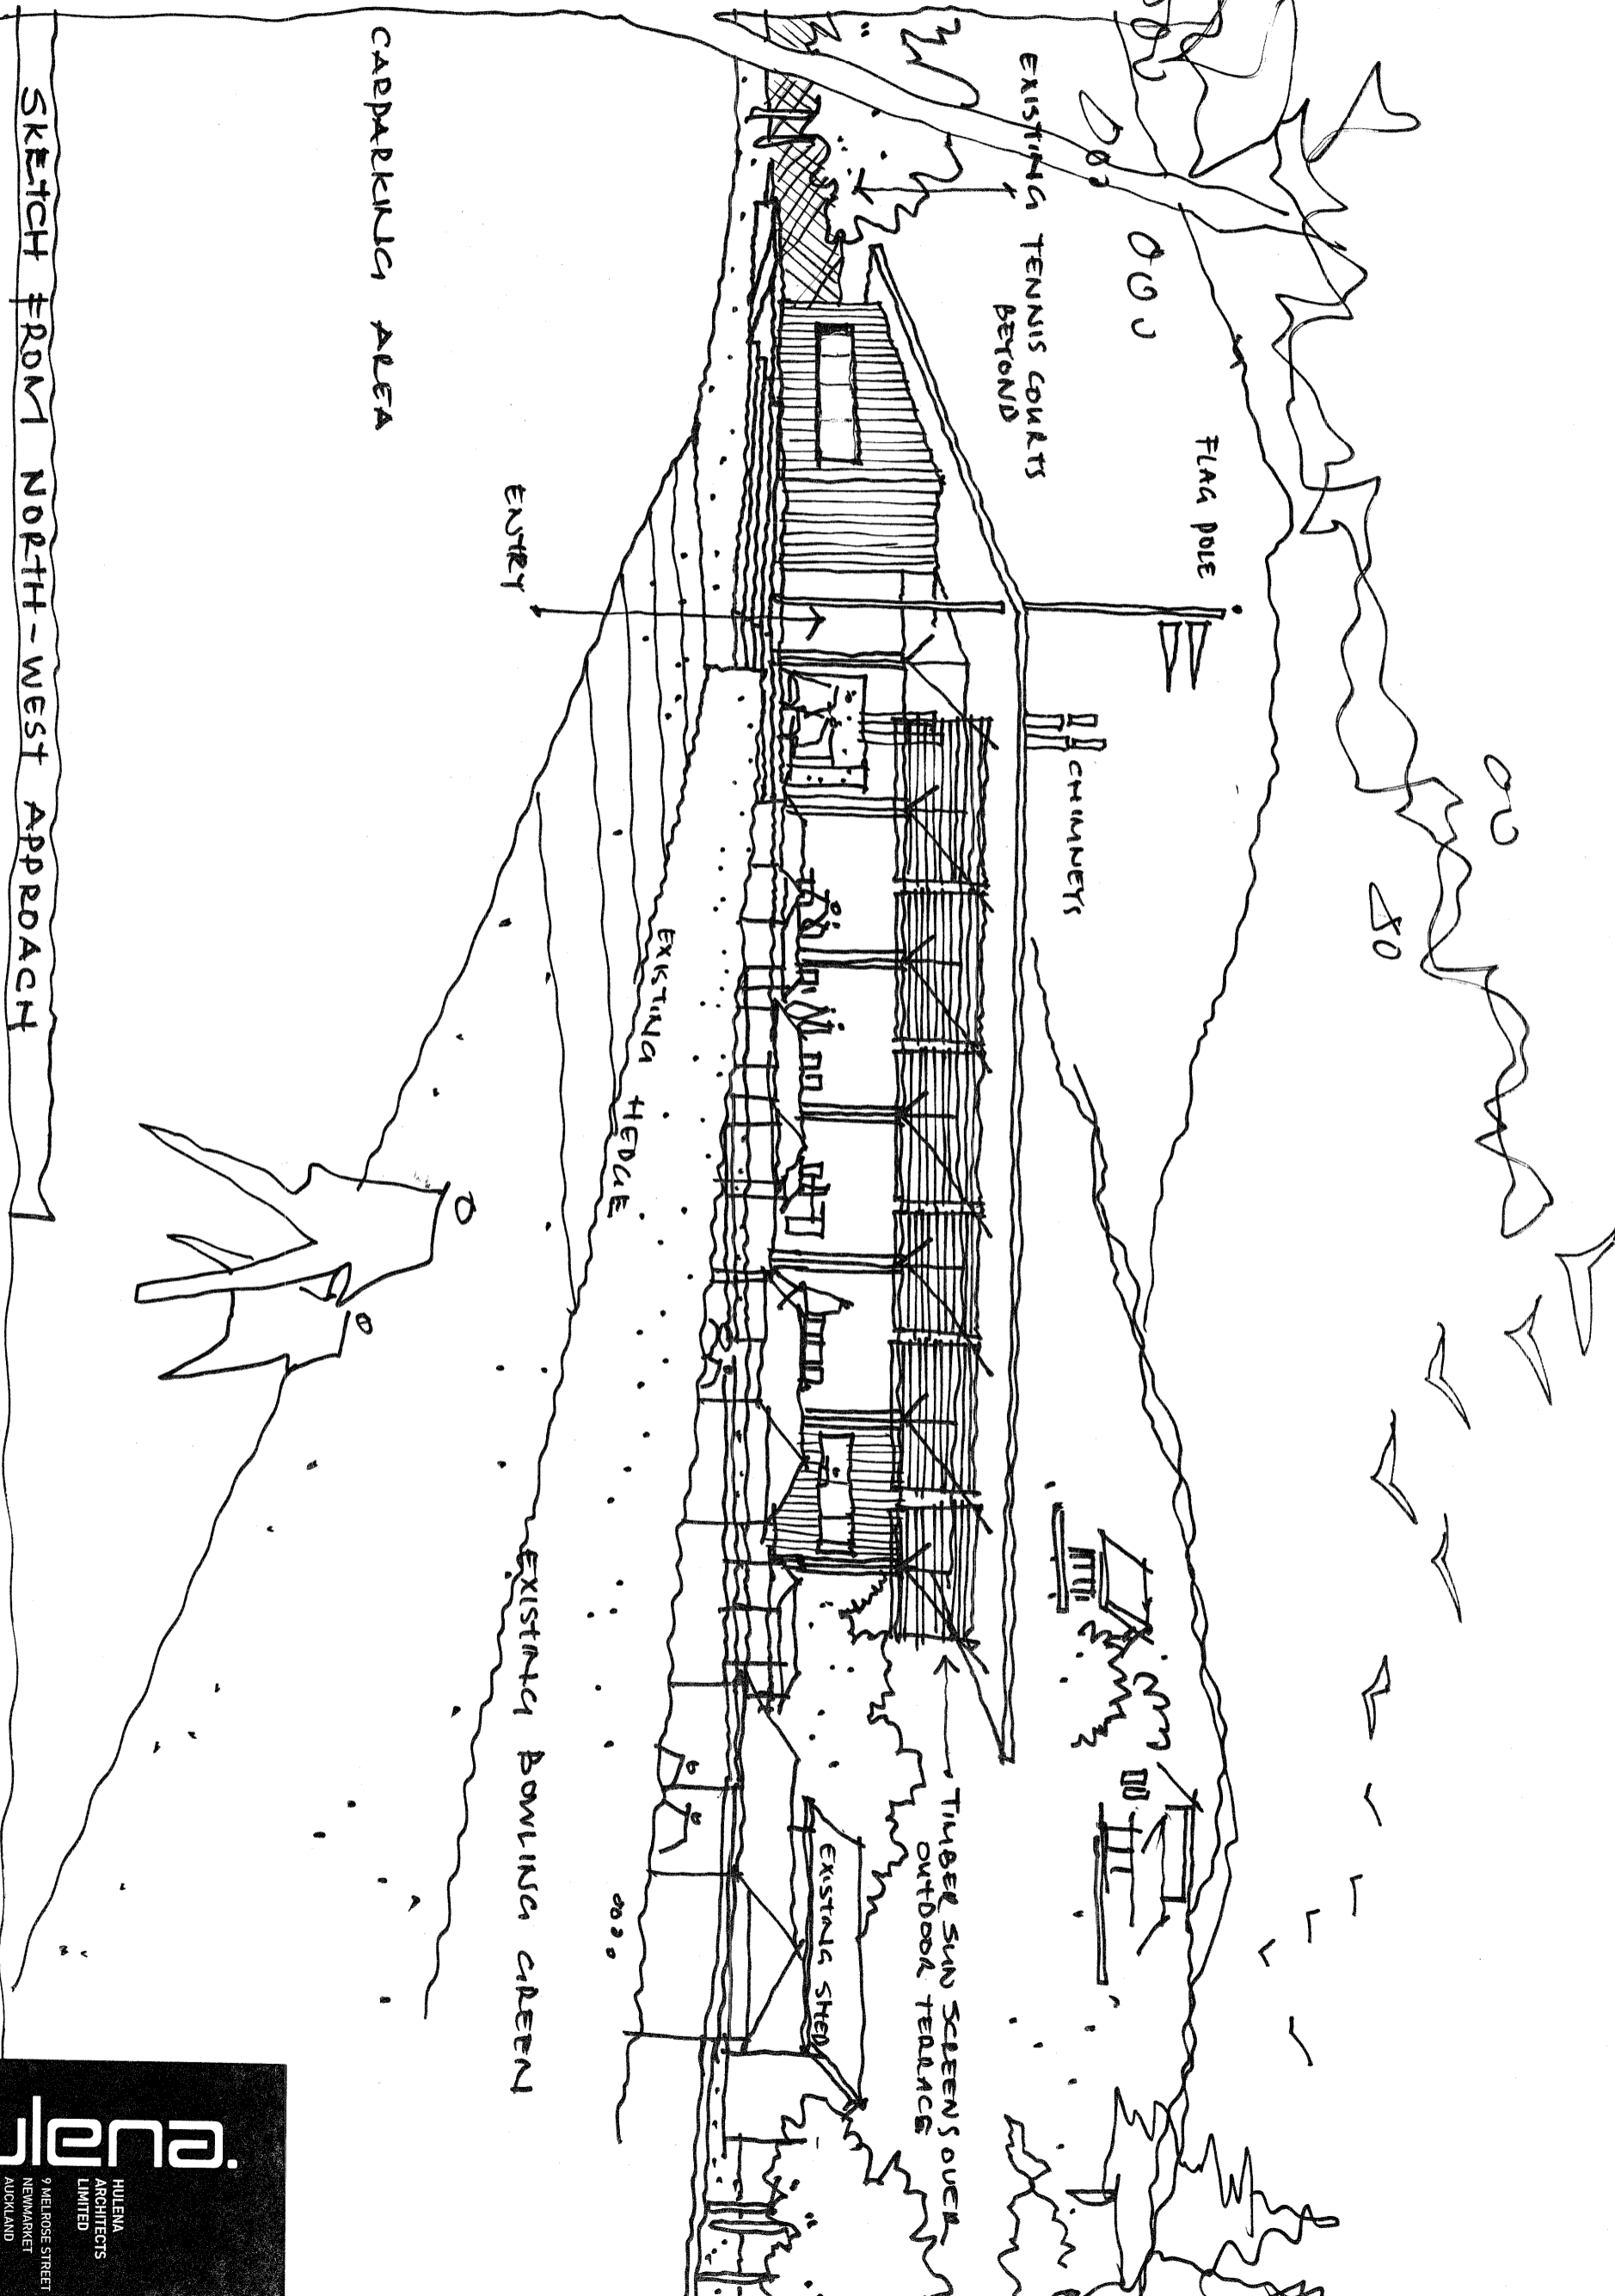 FLAG POLE
EXISTING TENNIS COURTS
BEYOND
CHIMNEYS
TIMBER SUN SCREENS OVER
OUTDOOR TERRACE
EXISTING SHED
ENTRY
EXISTING HEDGE
EXISTING BOWLING GREEN
CARPARKING AREA
SKETCH FROM NORTH-WEST APPROACH
ulena.
HULENA
ARCHITECTS
LIMITED
9 MELROSE STREET
NEWMARKET
AUCKLAND